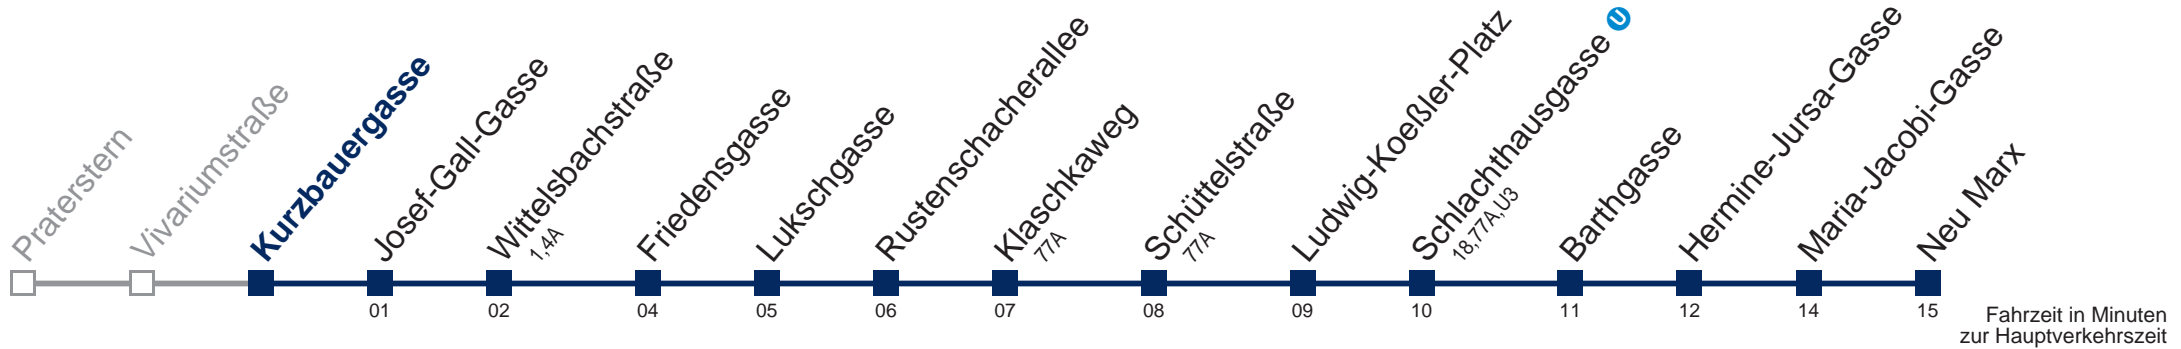 Praterstern
Vivariumstraße
Kurzbauergasse
Josef-Gall-Gasse
Wittelsbachstraße
1,4A
Friedensgasse
Lukschgasse
Rustenschacherallee
Klaschkaweg
77A
Schüttelstraße
77A
Ludwig-Koeßler-Platz
Schlachthausgasse U
18,77A,U3
Barthgasse
Hermine-Jursa-Gasse
Maria-Jacobi-Gasse
Neu Marx
01 02 04 05 06 07 08 09 10 11 12 14 15
Fahrzeit in Minuten
zur Hauptverkehrszeit